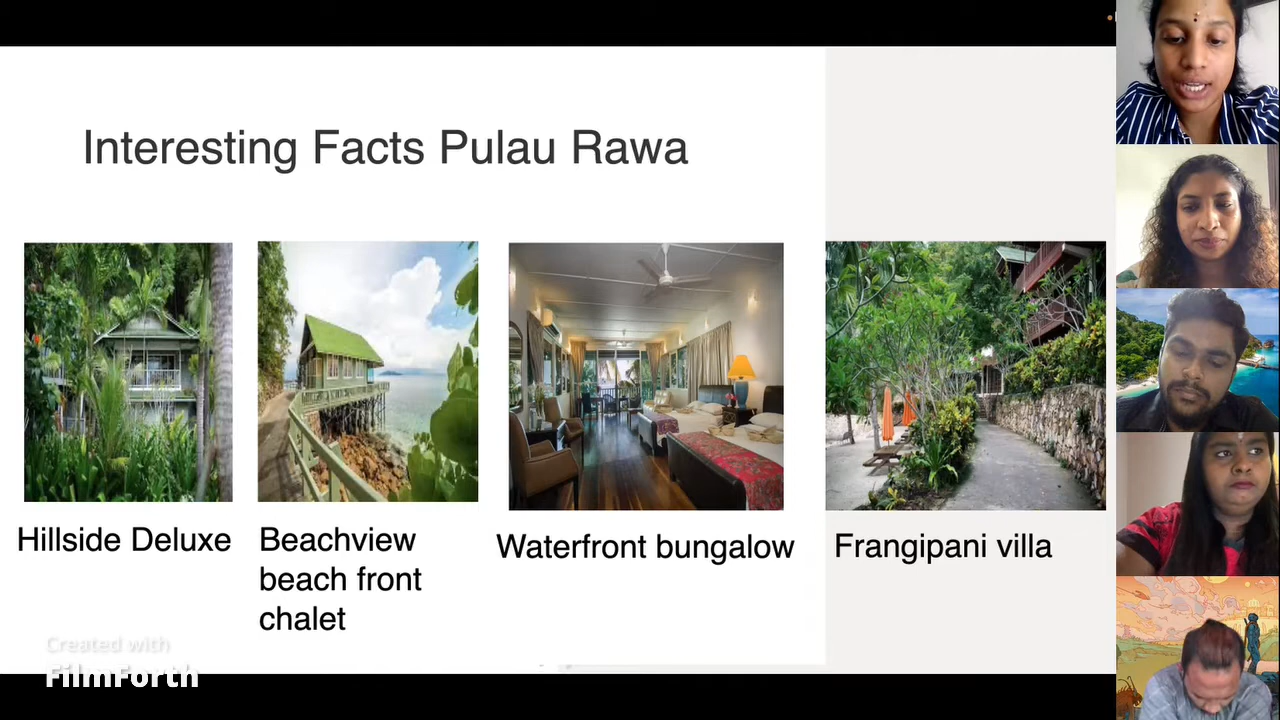 Interesting Facts Pulau Rawa
Hillside Deluxe
Beachview
beach front
chalet
Waterfront bungalow
Frangipani villa
Created with
FilmForth